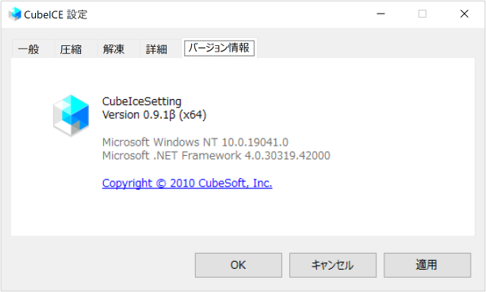 CubeICE 設定
一般 圧縮 解凍 詳細 バージョン情報
CubeIceSetting
Version 0.9.1β (x64)
Microsoft Windows NT 10.0.19041.0
Microsoft .NET Framework 4.0.30319.42000
Copyright © 2010 CubeSoft, Inc.
OK キャンセル 適用